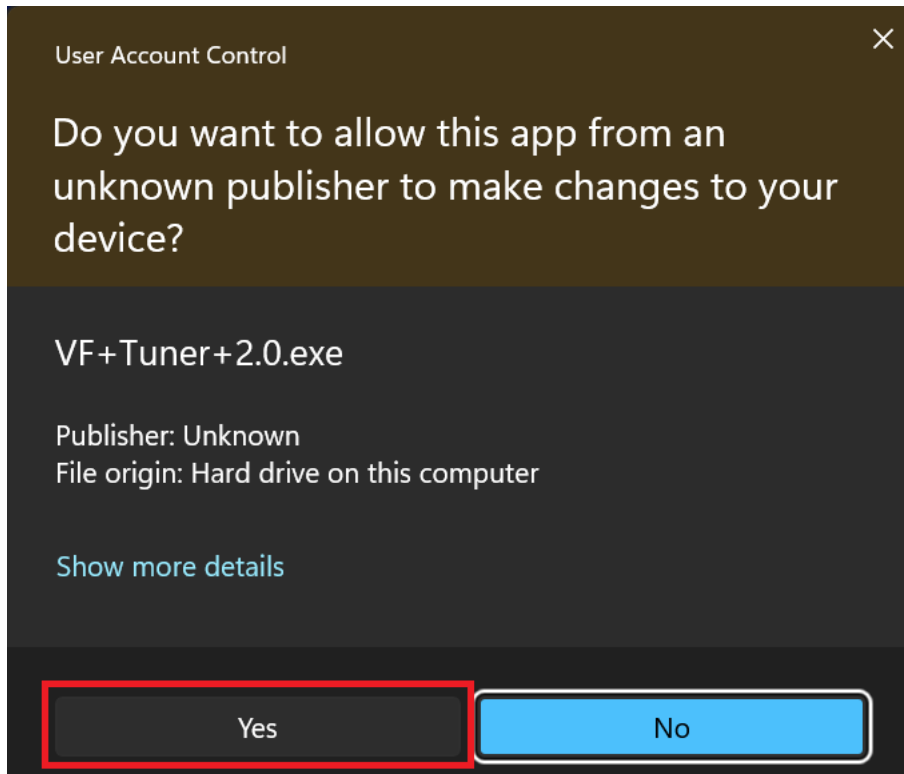 User Account Control
Do you want to allow this app from an
unknown publisher to make changes to your
device?
VF+Tuner+2.0.exe
Publisher: Unknown
File origin: Hard drive on this computer
Show more details
Yes
No